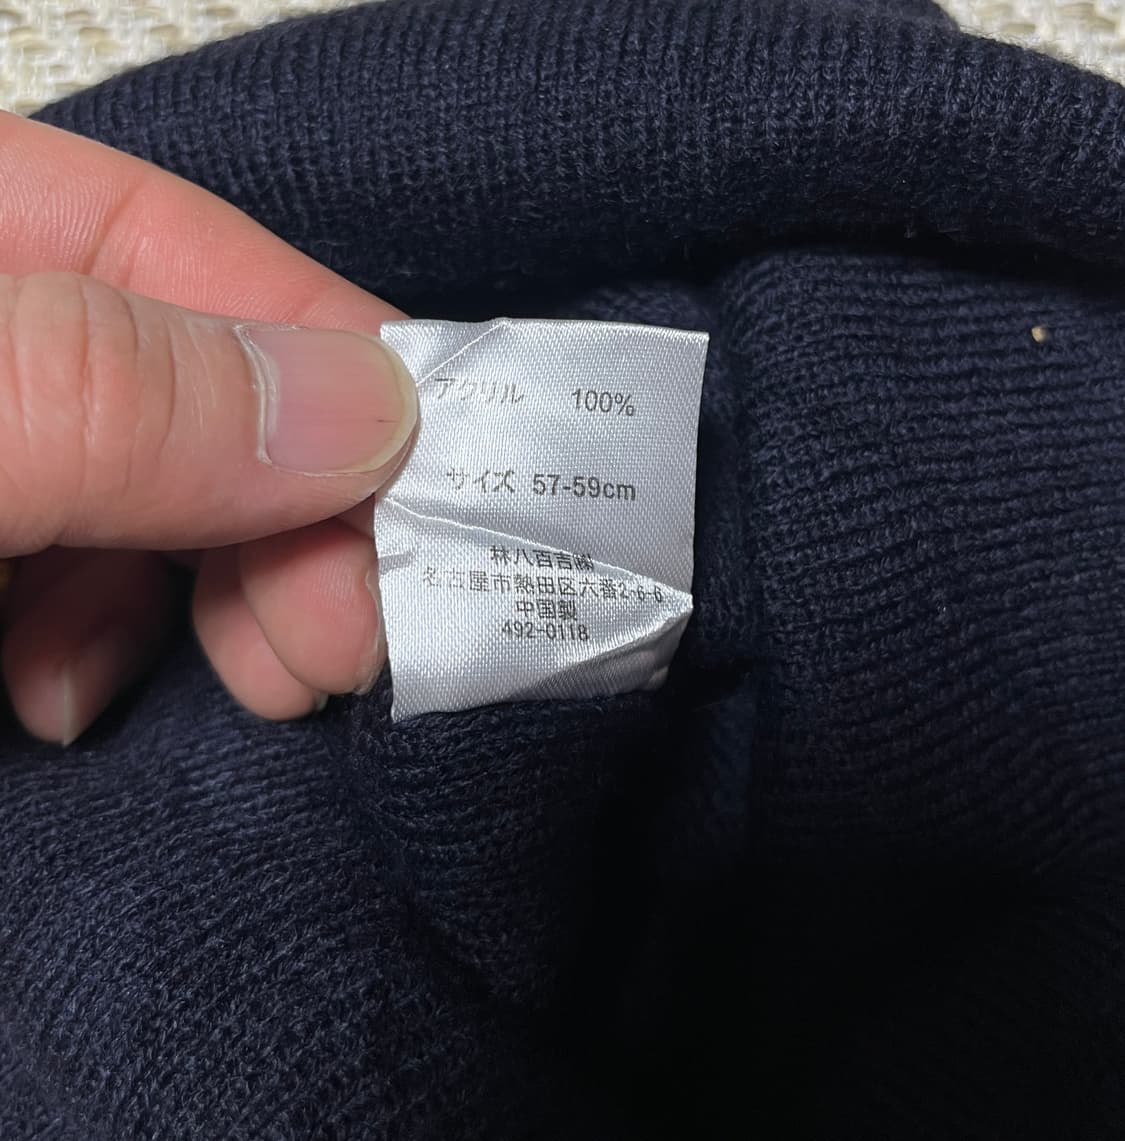 アクリル 100%
サイズ 57-59cm
林八百吉㈱
名古屋市熱田区六番2-6-6
中国製
492-0118